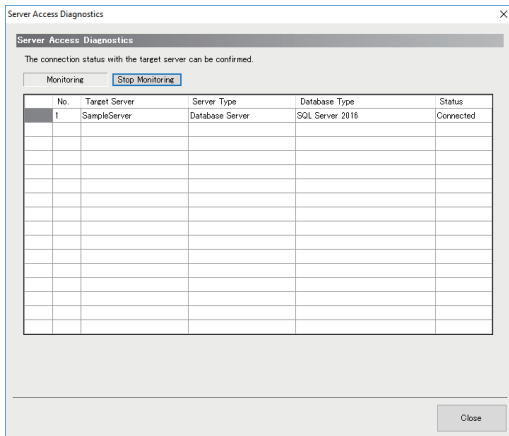 Server Access Diagnostics
Server Access Diagnostics
The connection status with the target server can be confirmed.
Monitoring Stop Monitoring
No. Target Server Server Type Database Type Status
1 SampleServer Database Server SQL Server 2016 Connected
Close